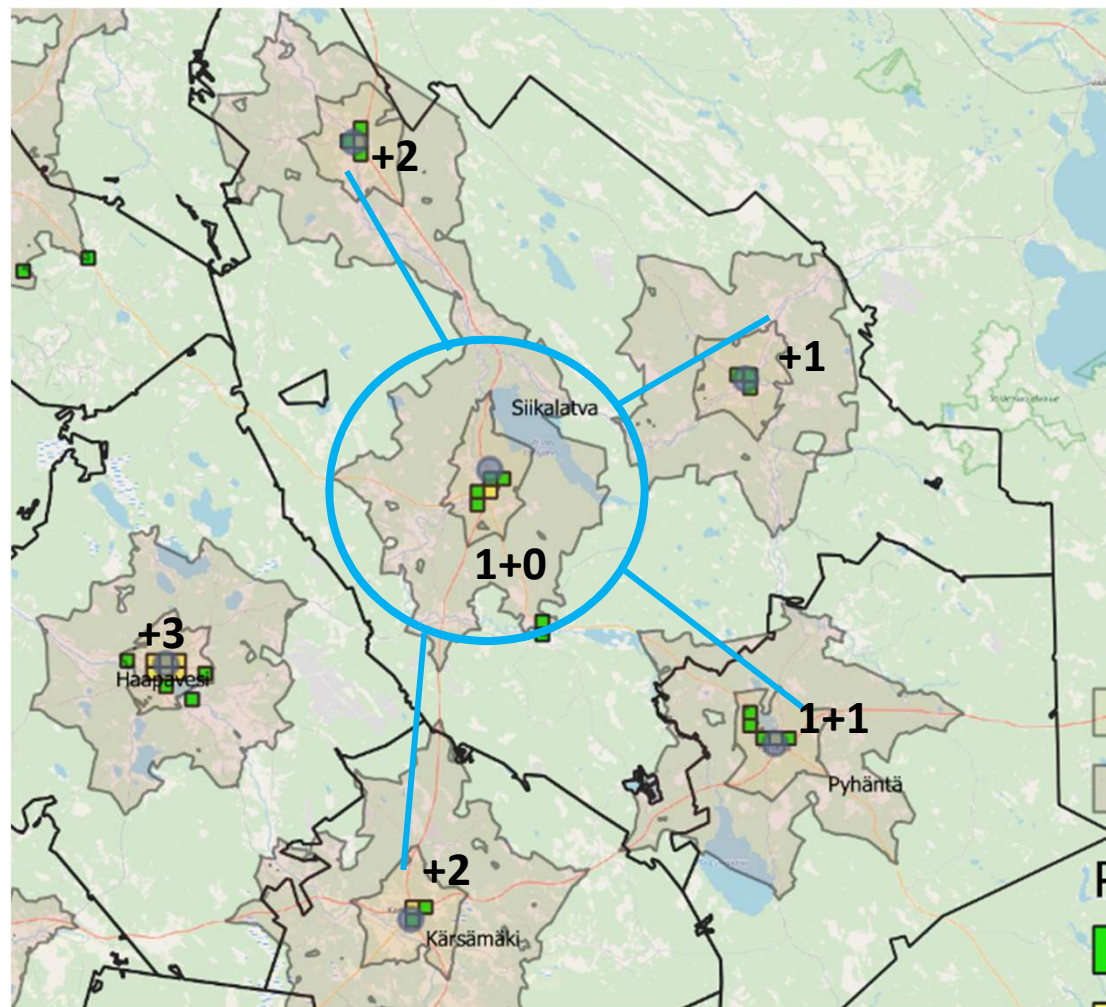 +2
+1
Siikalatva
1+0
+3
Haapavesi
1+1
Pyhäntä
+2
Kärsämäki
P